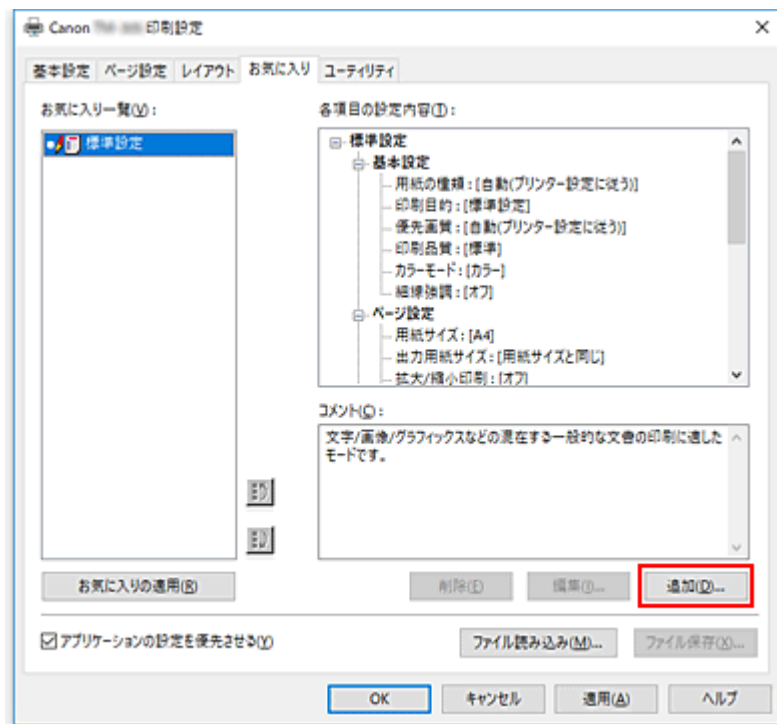 Canon 印刷設定
基本設定 ページ設定 レイアウト お気に入り ユーティリティ
お気に入り一覧(V):
標準設定
各項目の設定内容(T):
標準設定
基本設定
用紙の種類:[自動(プリンター設定に従う)]
印刷目的:[標準設定]
優先画質:[自動(プリンター設定に従う)]
印刷品質:[標準]
カラーモード:[カラー]
細線強調:[オフ]
ページ設定
用紙サイズ:[A4]
出力用紙サイズ:[用紙サイズと同じ]
拡大/縮小印刷:[オフ]
コメント(C):
文字/画像/グラフィックスなどの混在する一般的な文書の印刷に適した
モードです。
お気に入りの適用(R)
削除(E) 編集(I)... 追加(D)...
アプリケーションの設定を優先させる(Y)
ファイル読み込み(M)... ファイル保存(X)...
OK キャンセル 適用(A) ヘルプ